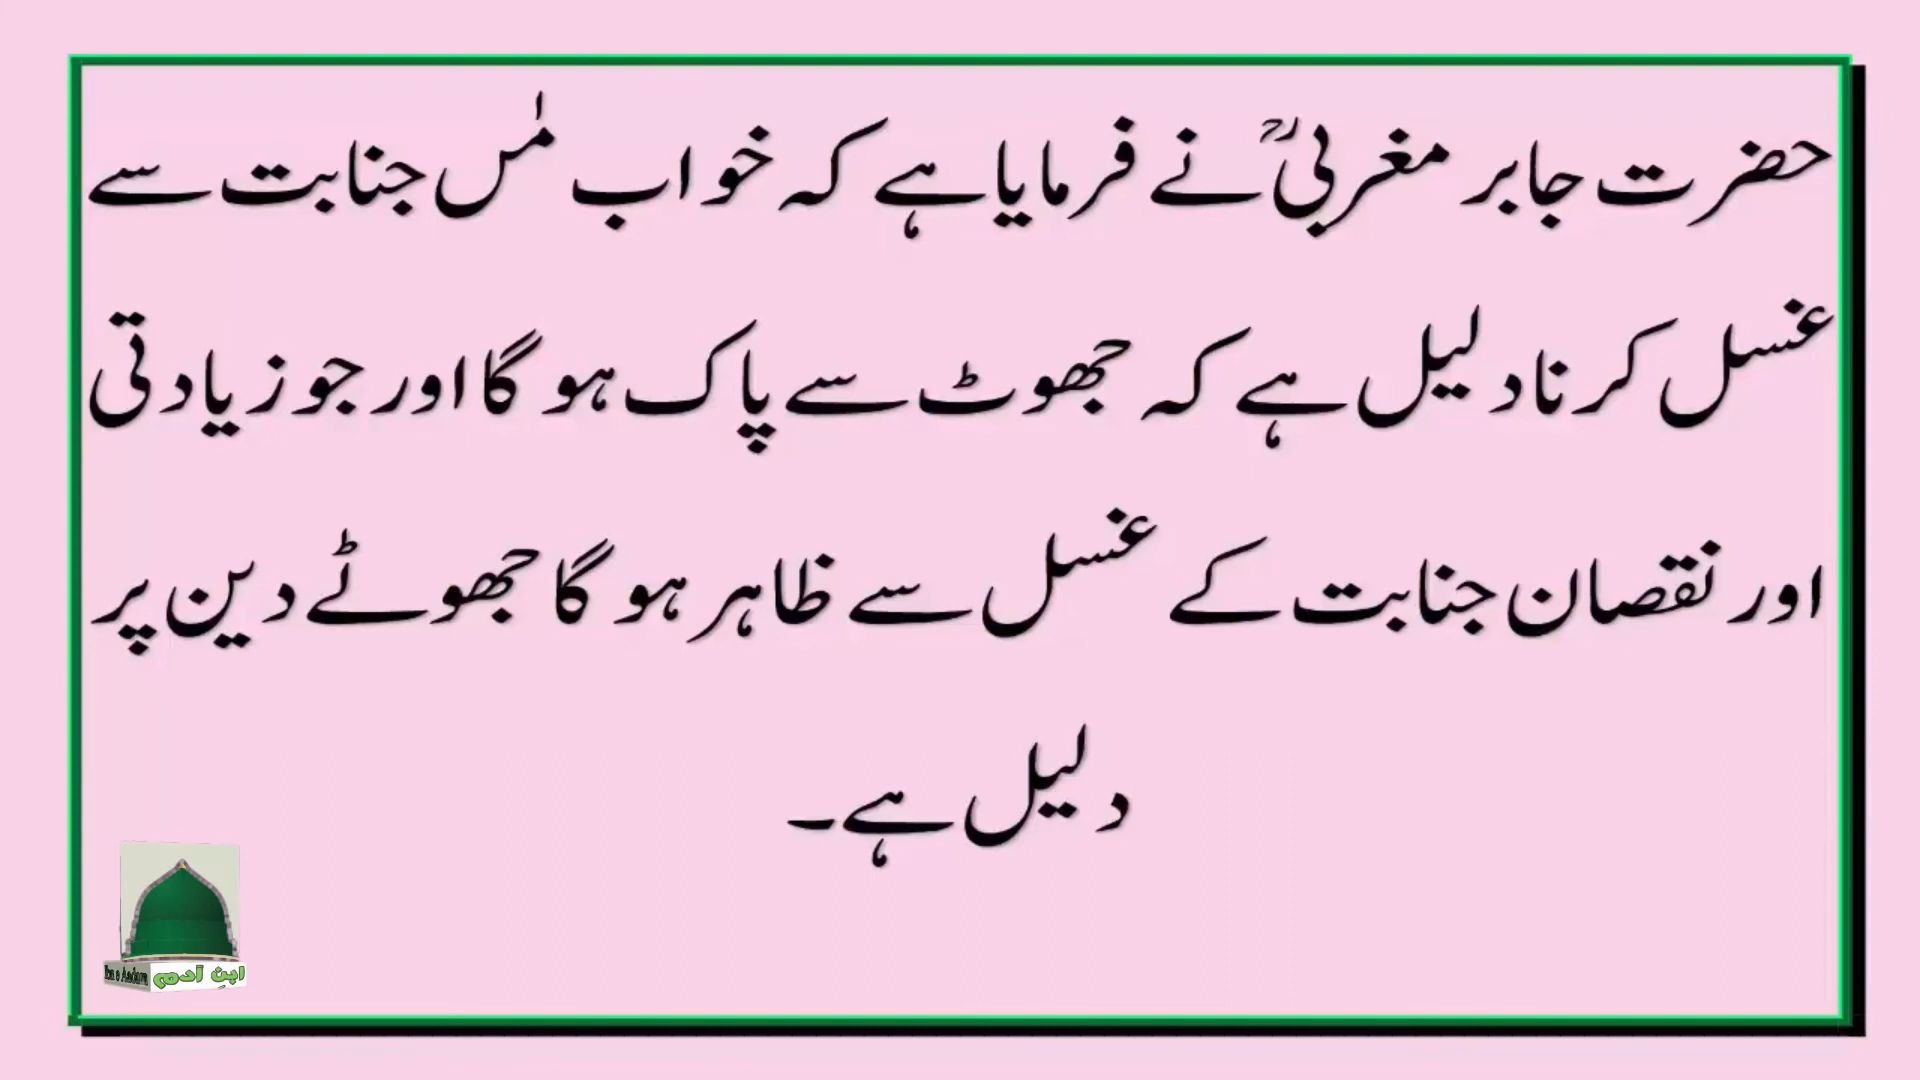 حضرت جابر مغربیؒ نے فرمایا ہے کہ خواب مٰس جنابت سے
غسل کرنا دلیل ہے کہ جھوٹ سے پاک ہو گا اور جو زیادتی
اور نقصان جنابت کے غسل سے ظاہر ہو گا جھوٹے دین پر
دلیل ہے۔
Ibn e Aadam ابنِ آدم